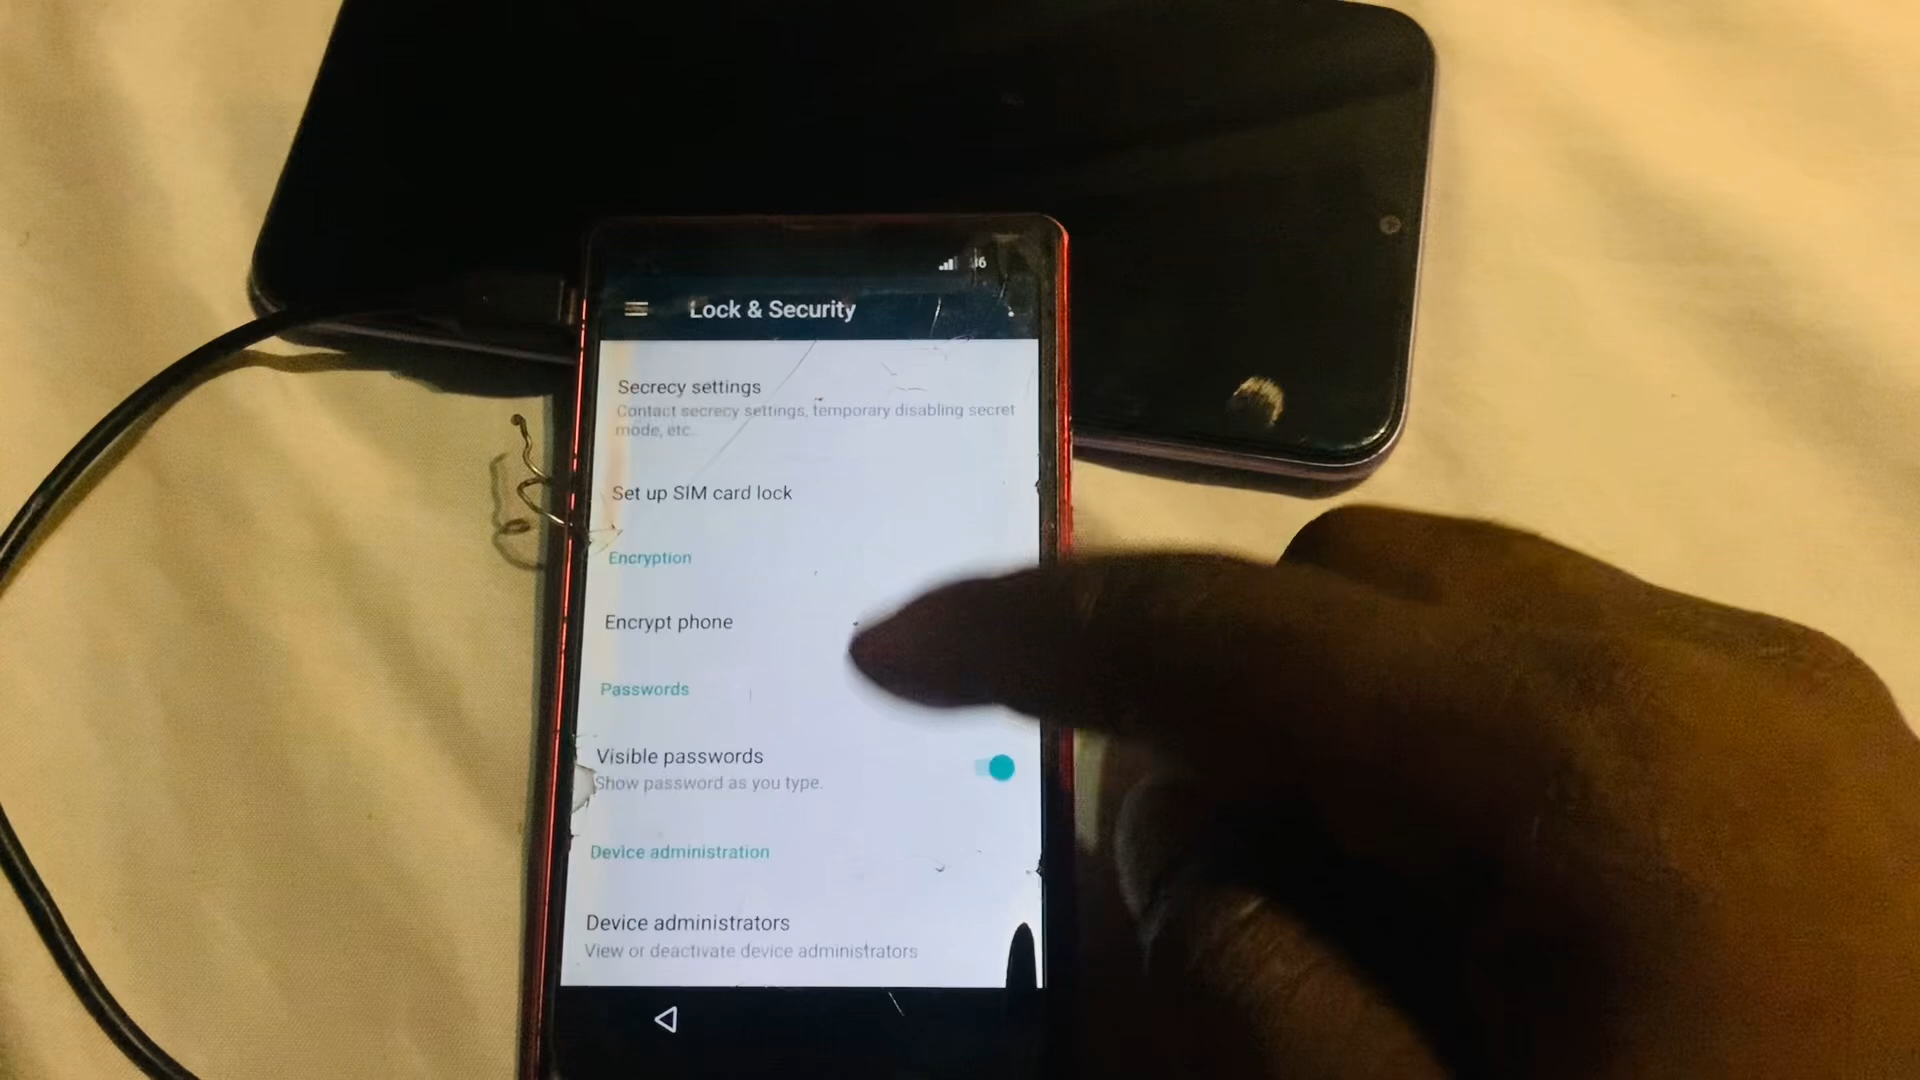 Lock & Security
Secrecy settings
Contact secrecy settings, temporary disabling secret
mode, etc.
Set up SIM card lock
Encryption
Encrypt phone
Passwords
Visible passwords
Show password as you type.
Device administration
Device administrators
View or deactivate device administrators